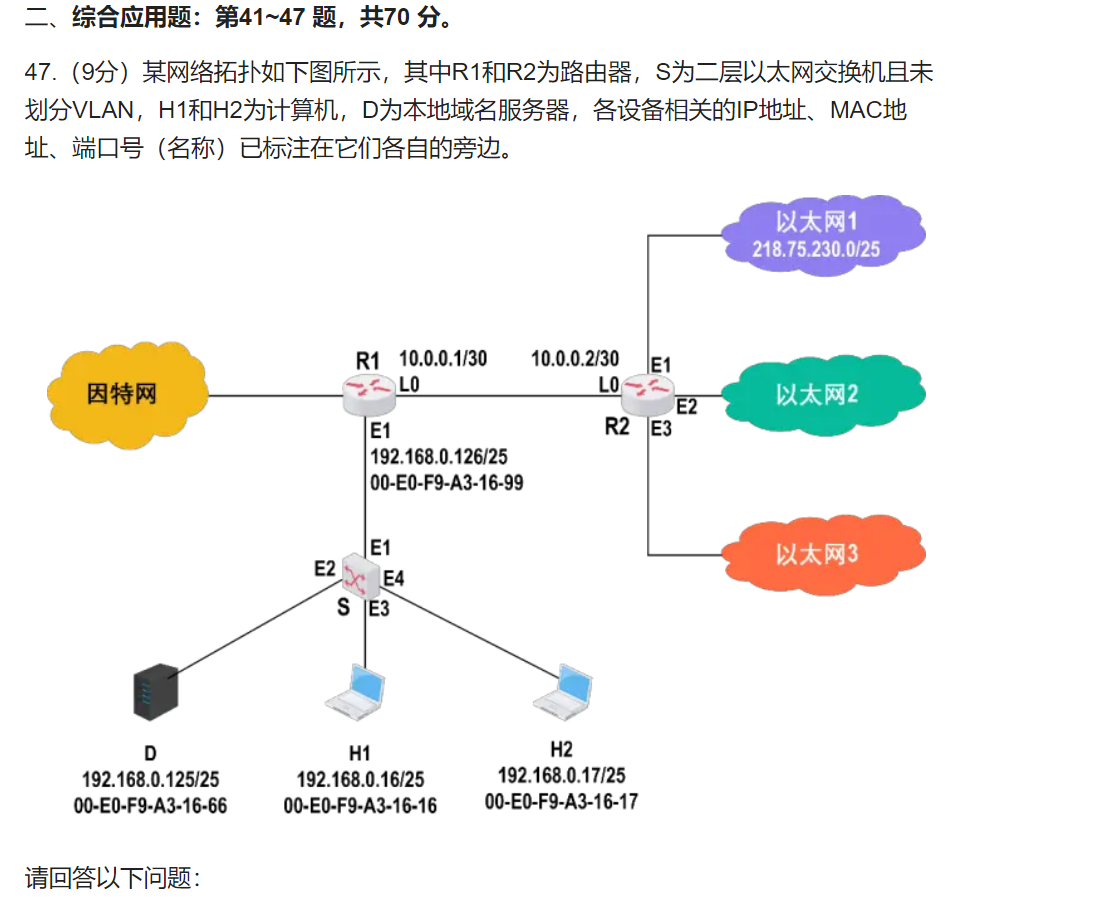 二、综合应用题：第41~47 题，共70 分。
47.（9分）某网络拓扑如下图所示，其中R1和R2为路由器，S为二层以太网交换机且未
划分VLAN，H1和H2为计算机，D为本地域名服务器，各设备相关的IP地址、MAC地
址、端口号（名称）已标注在它们各自的旁边。
以太网1
218.75.230.0/25
因特网
R1
10.0.0.1/30
L0
10.0.0.2/30
L0
E1
以太网2
E2
R2
E3
E1
192.168.0.126/25
00-E0-F9-A3-16-99
以太网3
E1
E2
E4
S
E3
D
192.168.0.125/25
00-E0-F9-A3-16-66
H1
192.168.0.16/25
00-E0-F9-A3-16-16
H2
192.168.0.17/25
00-E0-F9-A3-16-17
请回答以下问题：